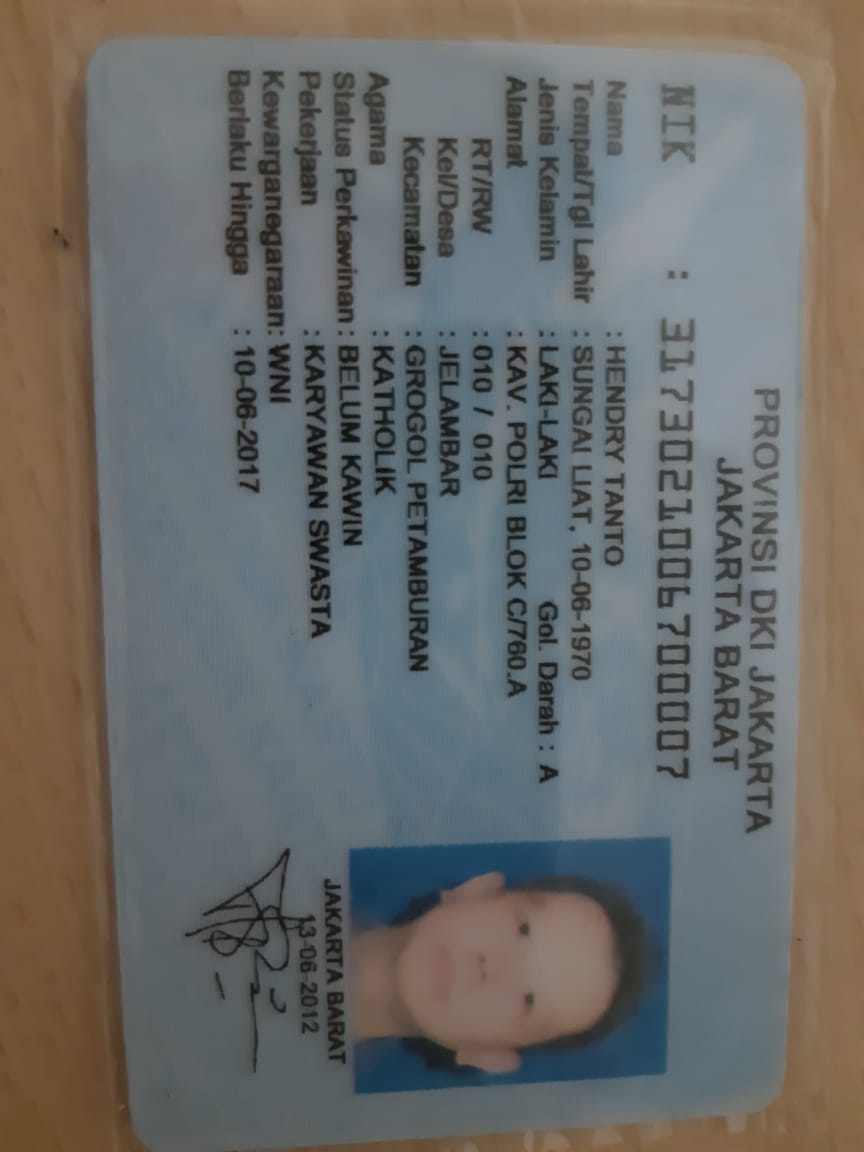 PROVINSI DKI JAKARTA
JAKARTA BARAT
NIK : 3173021006700007
Nama : HENDRY TANTO
Tempat/Tgl Lahir : SUNGAI LIAT, 10-06-1970
Jenis Kelamin : LAKI-LAKI Gol. Darah : A
Alamat : KAV. POLRI BLOK C/760.A
RT/RW : 010 / 010
Kel/Desa : JELAMBAR
Kecamatan : GROGOL PETAMBURAN
Agama : KATHOLIK
Status Perkawinan : BELUM KAWIN
Pekerjaan : KARYAWAN SWASTA
Kewarganegaraan: WNI
Berlaku Hingga : 10-06-2017
JAKARTA BARAT
13-06-2012